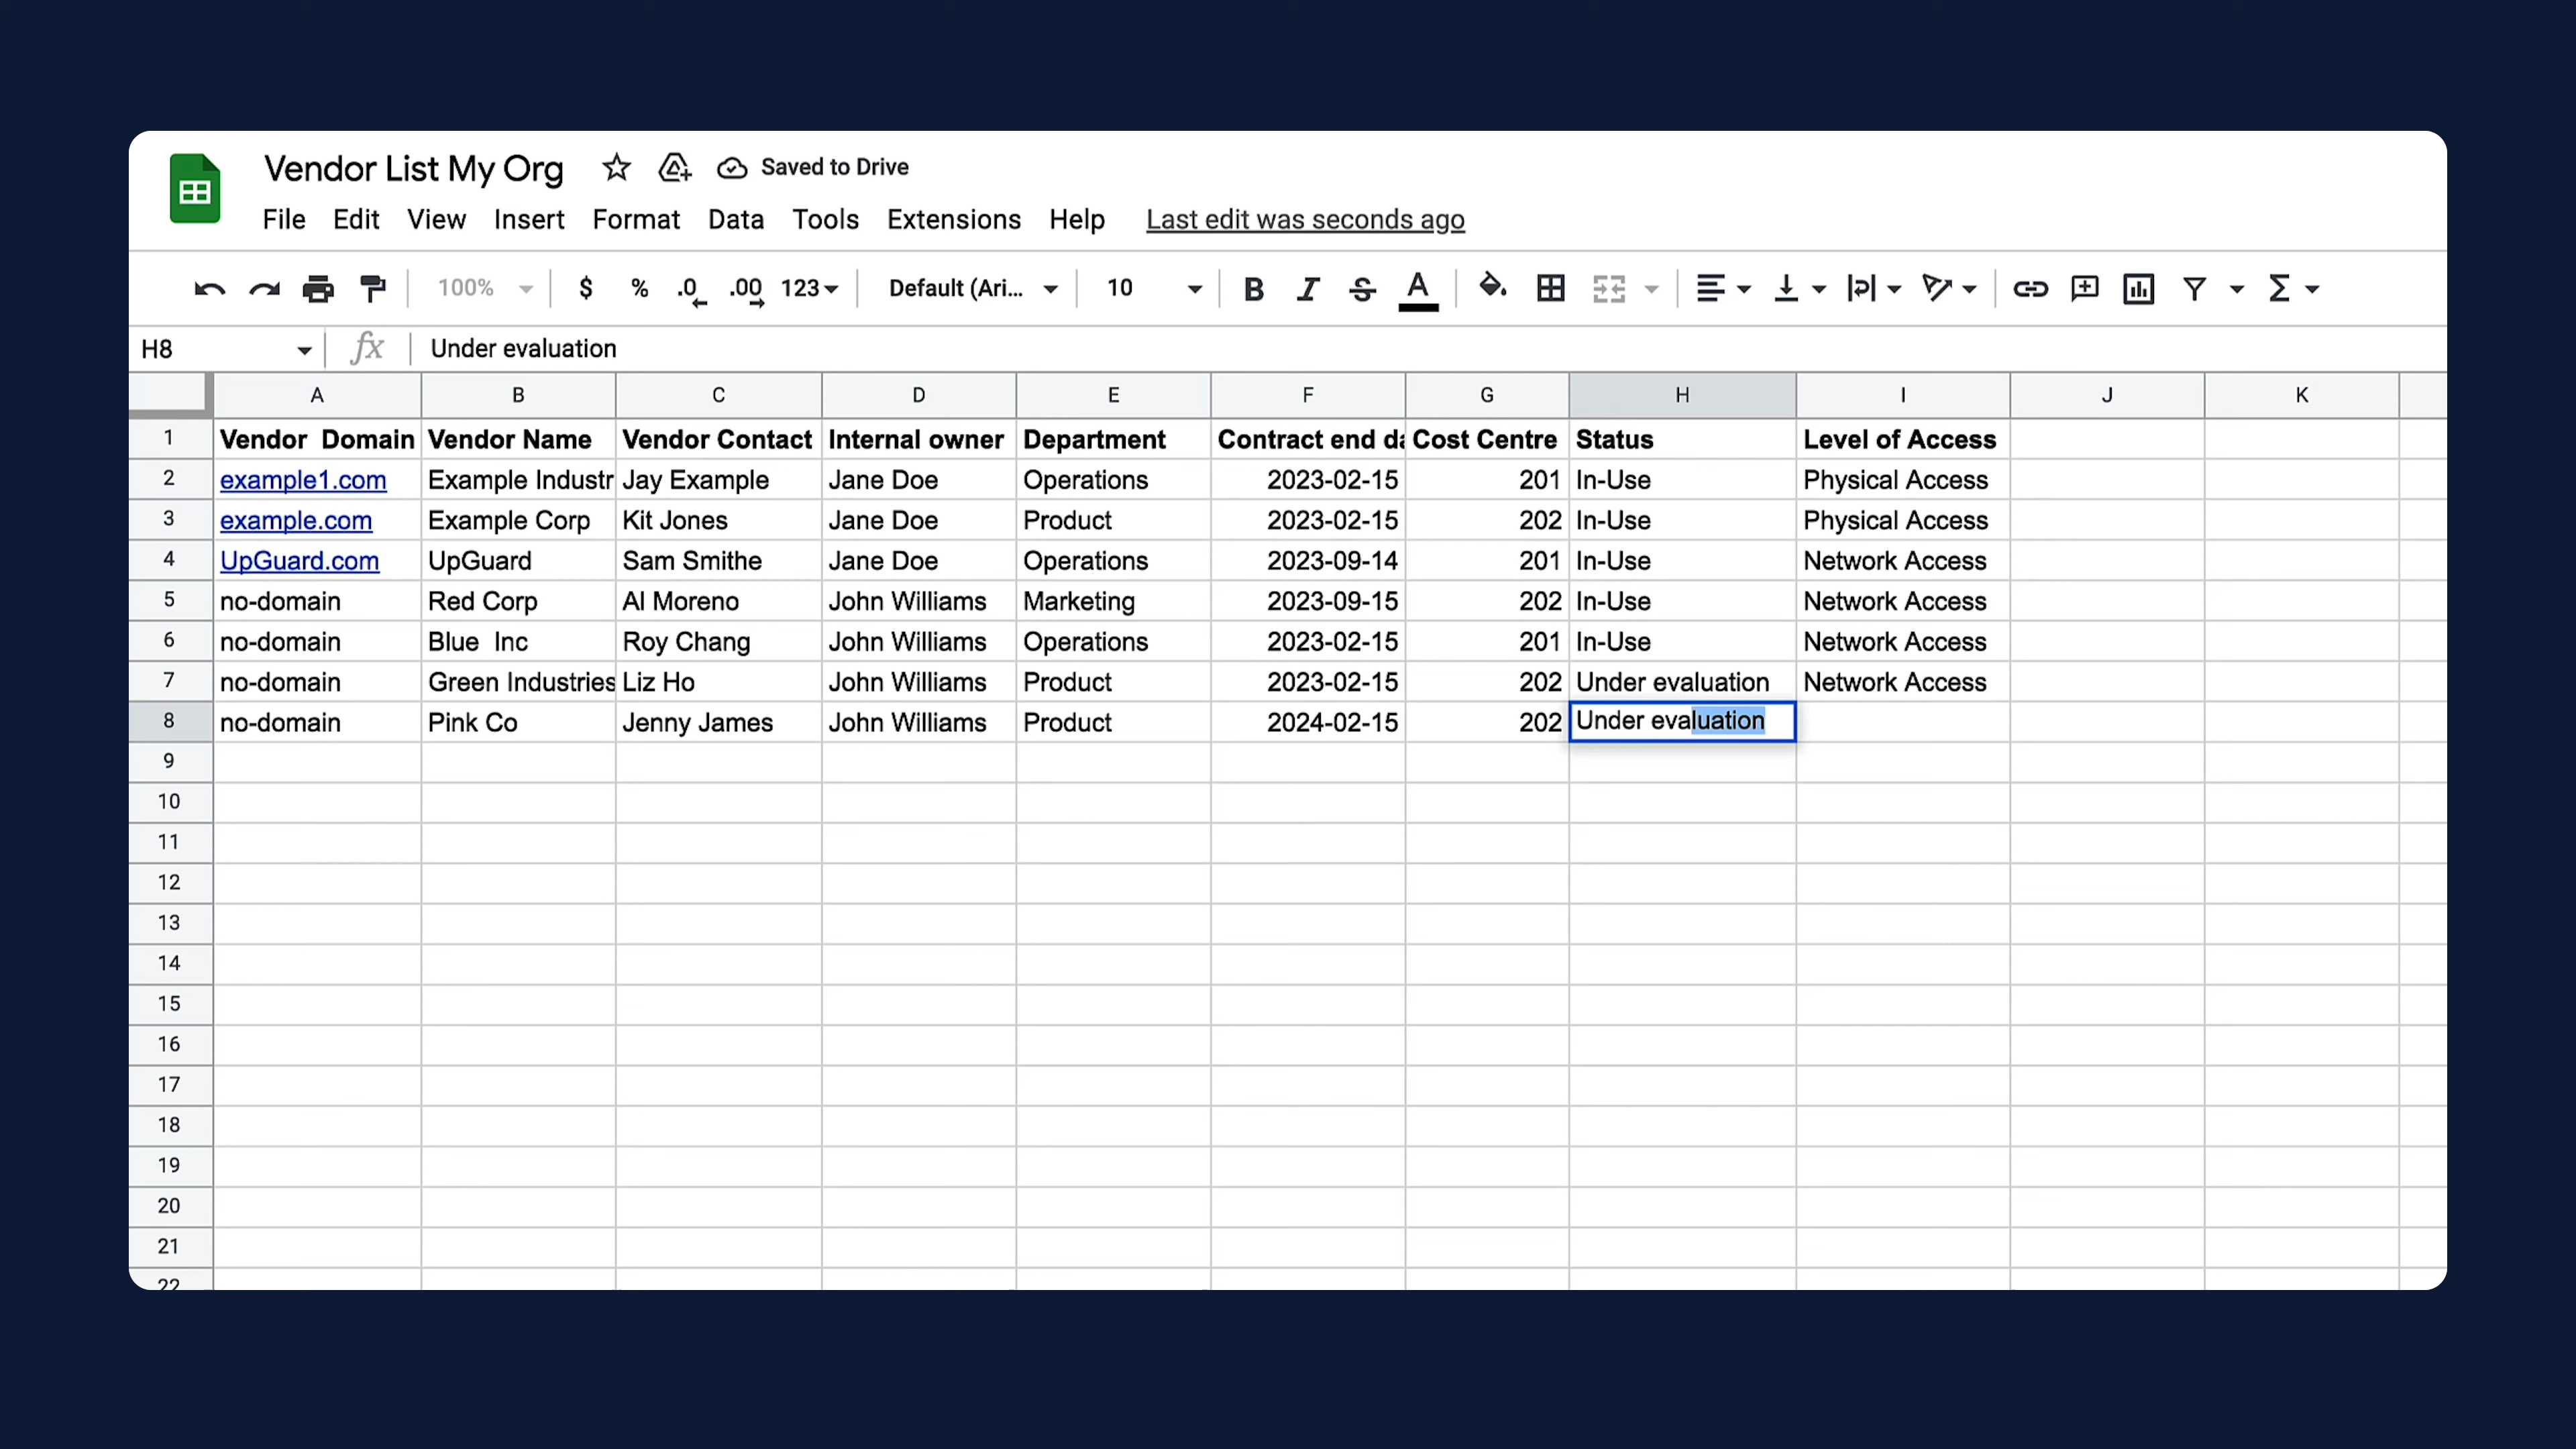 Vendor List My Org Saved to Drive
File Edit View Insert Format Data Tools Extensions Help Last edit was seconds ago
100% $ % .0 .00 123 Default (Ari... 10 B I S A Σ
H8 fx Under evaluation
A B C D E F G H I J K
1 Vendor Domain Vendor Name Vendor Contact Internal owner Department Contract end da Cost Centre Status Level of Access
2 example1.com Example Industr Jay Example Jane Doe Operations 2023-02-15 201 In-Use Physical Access
3 example.com Example Corp Kit Jones Jane Doe Product 2023-02-15 202 In-Use Physical Access
4 UpGuard.com UpGuard Sam Smithe Jane Doe Operations 2023-09-14 201 In-Use Network Access
5 no-domain Red Corp Al Moreno John Williams Marketing 2023-09-15 202 In-Use Network Access
6 no-domain Blue Inc Roy Chang John Williams Operations 2023-02-15 201 In-Use Network Access
7 no-domain Green Industries Liz Ho John Williams Product 2023-02-15 202 Under evaluation Network Access
8 no-domain Pink Co Jenny James John Williams Product 2024-02-15 202 Under evaluation
9
10
11
12
13
14
15
16
17
18
19
20
21
22